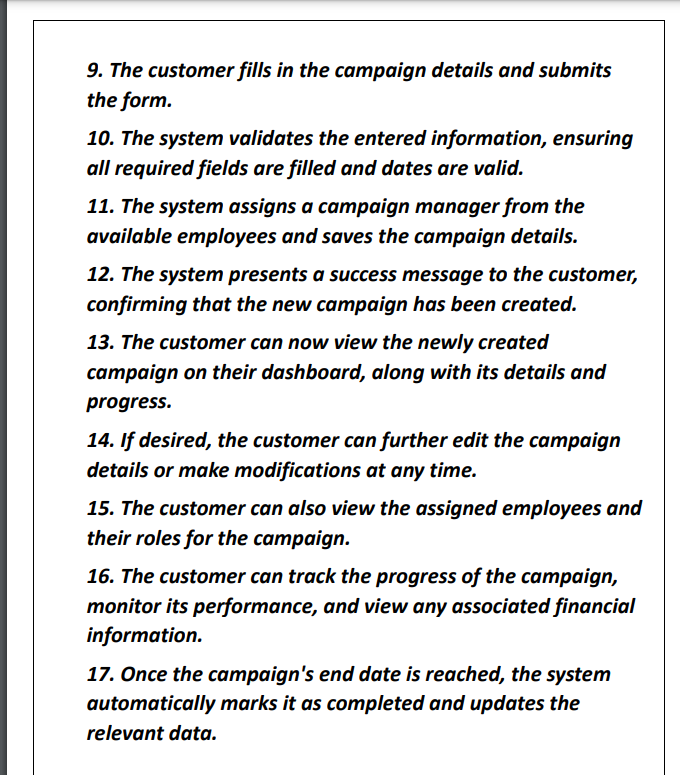 9. The customer fills in the campaign details and submits
the form.
10. The system validates the entered information, ensuring
all required fields are filled and dates are valid.
11. The system assigns a campaign manager from the
available employees and saves the campaign details.
12. The system presents a success message to the customer,
confirming that the new campaign has been created.
13. The customer can now view the newly created
campaign on their dashboard, along with its details and
progress.
14. If desired, the customer can further edit the campaign
details or make modifications at any time.
15. The customer can also view the assigned employees and
their roles for the campaign.
16. The customer can track the progress of the campaign,
monitor its performance, and view any associated financial
information.
17. Once the campaign's end date is reached, the system
automatically marks it as completed and updates the
relevant data.